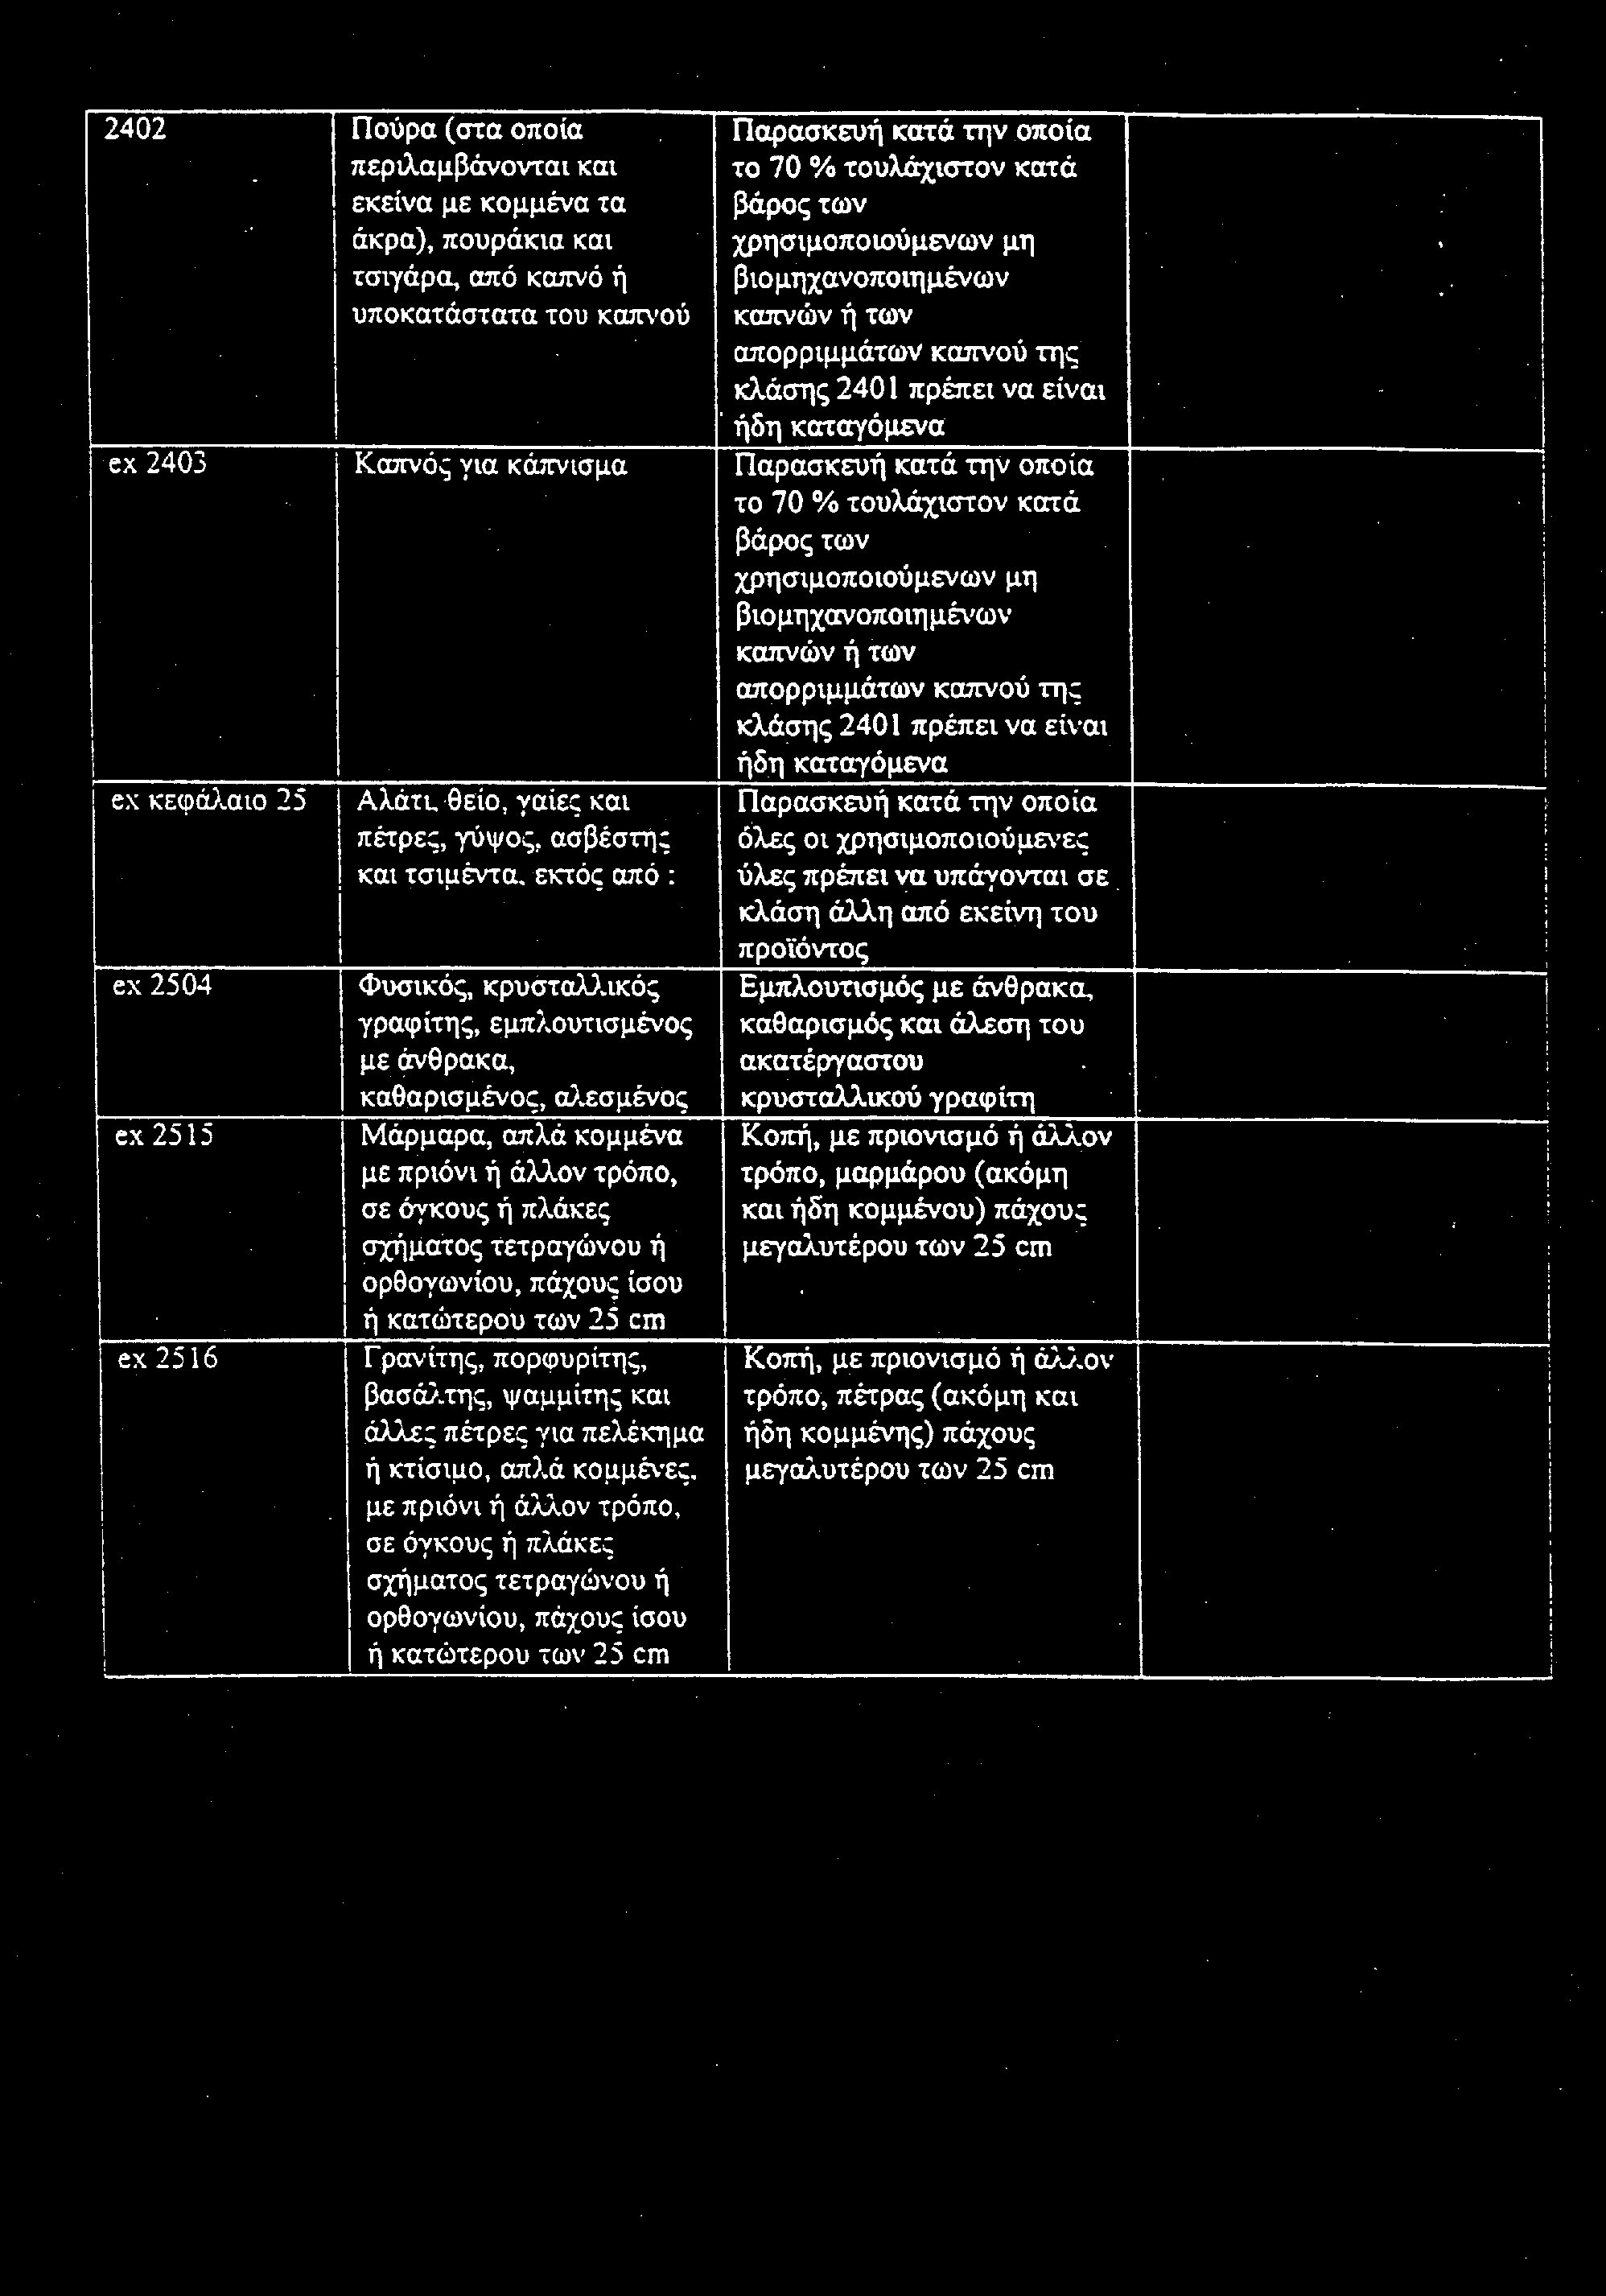 2402
Πούρα (στα οποία
περιλαμβάνονται και
εκείνα με κομμένα τα
άκρα), πουράκια και
τσιγάρα, από καπνό ή
υποκατάστατα του καπνού
Παρασκευή κατά την οποία
το 70 % τουλάχιστον κατά
βάρος των
χρησιμοποιούμενων μη
βιομηχανοποιημένων
καπνών ή των
απορριμμάτων καπνού της
κλάσης 2401 πρέπει να είναι
ήδη καταγόμενα
ex 2403
Καπνός για κάπνισμα
Παρασκευή κατά την οποία
το 70 % τουλάχιστον κατά
βάρος των
χρησιμοποιούμενων μη
βιομηχανοποιημένων
καπνών ή των
απορριμμάτων καπνού της
κλάσης 2401 πρέπει να είναι
ήδη καταγόμενα
ex κεφάλαιο 25
Αλάτι, θείο, γαίες και
πέτρες, γύψος, ασβέστης
και τσιμέντα, εκτός από :
Παρασκευή κατά την οποία
όλες οι χρησιμοποιούμενες
ύλες πρέπει να υπάγονται σε
κλάση άλλη από εκείνη του
προϊόντος
ex 2504
Φυσικός, κρυσταλλικός
γραφίτης, εμπλουτισμένος
με άνθρακα,
καθαρισμένος, αλεσμένος
Εμπλουτισμός με άνθρακα,
καθαρισμός και άλεση του
ακατέργαστου
κρυσταλλικού γραφίτη
ex 2515
Μάρμαρα, απλά κομμένα
με πριόνι ή άλλον τρόπο,
σε όγκους ή πλάκες
σχήματος τετραγώνου ή
ορθογωνίου, πάχους ίσου
ή κατώτερου των 25 cm
Κοπή, με πριονισμό ή άλλον
τρόπο, μαρμάρου (ακόμη
και ήδη κομμένου) πάχους
μεγαλυτέρου των 25 cm
ex 2516
Γρανίτης, πορφυρίτης,
βασάλτης, ψαμμίτης και
άλλες πέτρες για πελέκημα
ή κτίσιμο, απλά κομμένες,
με πριόνι ή άλλον τρόπο,
σε όγκους ή πλάκες
σχήματος τετραγώνου ή
ορθογωνίου, πάχους ίσου
ή κατώτερου των 25 cm
Κοπή, με πριονισμό ή άλλον
τρόπο, πέτρας (ακόμη και
ήδη κομμένης) πάχους
μεγαλυτέρου των 25 cm